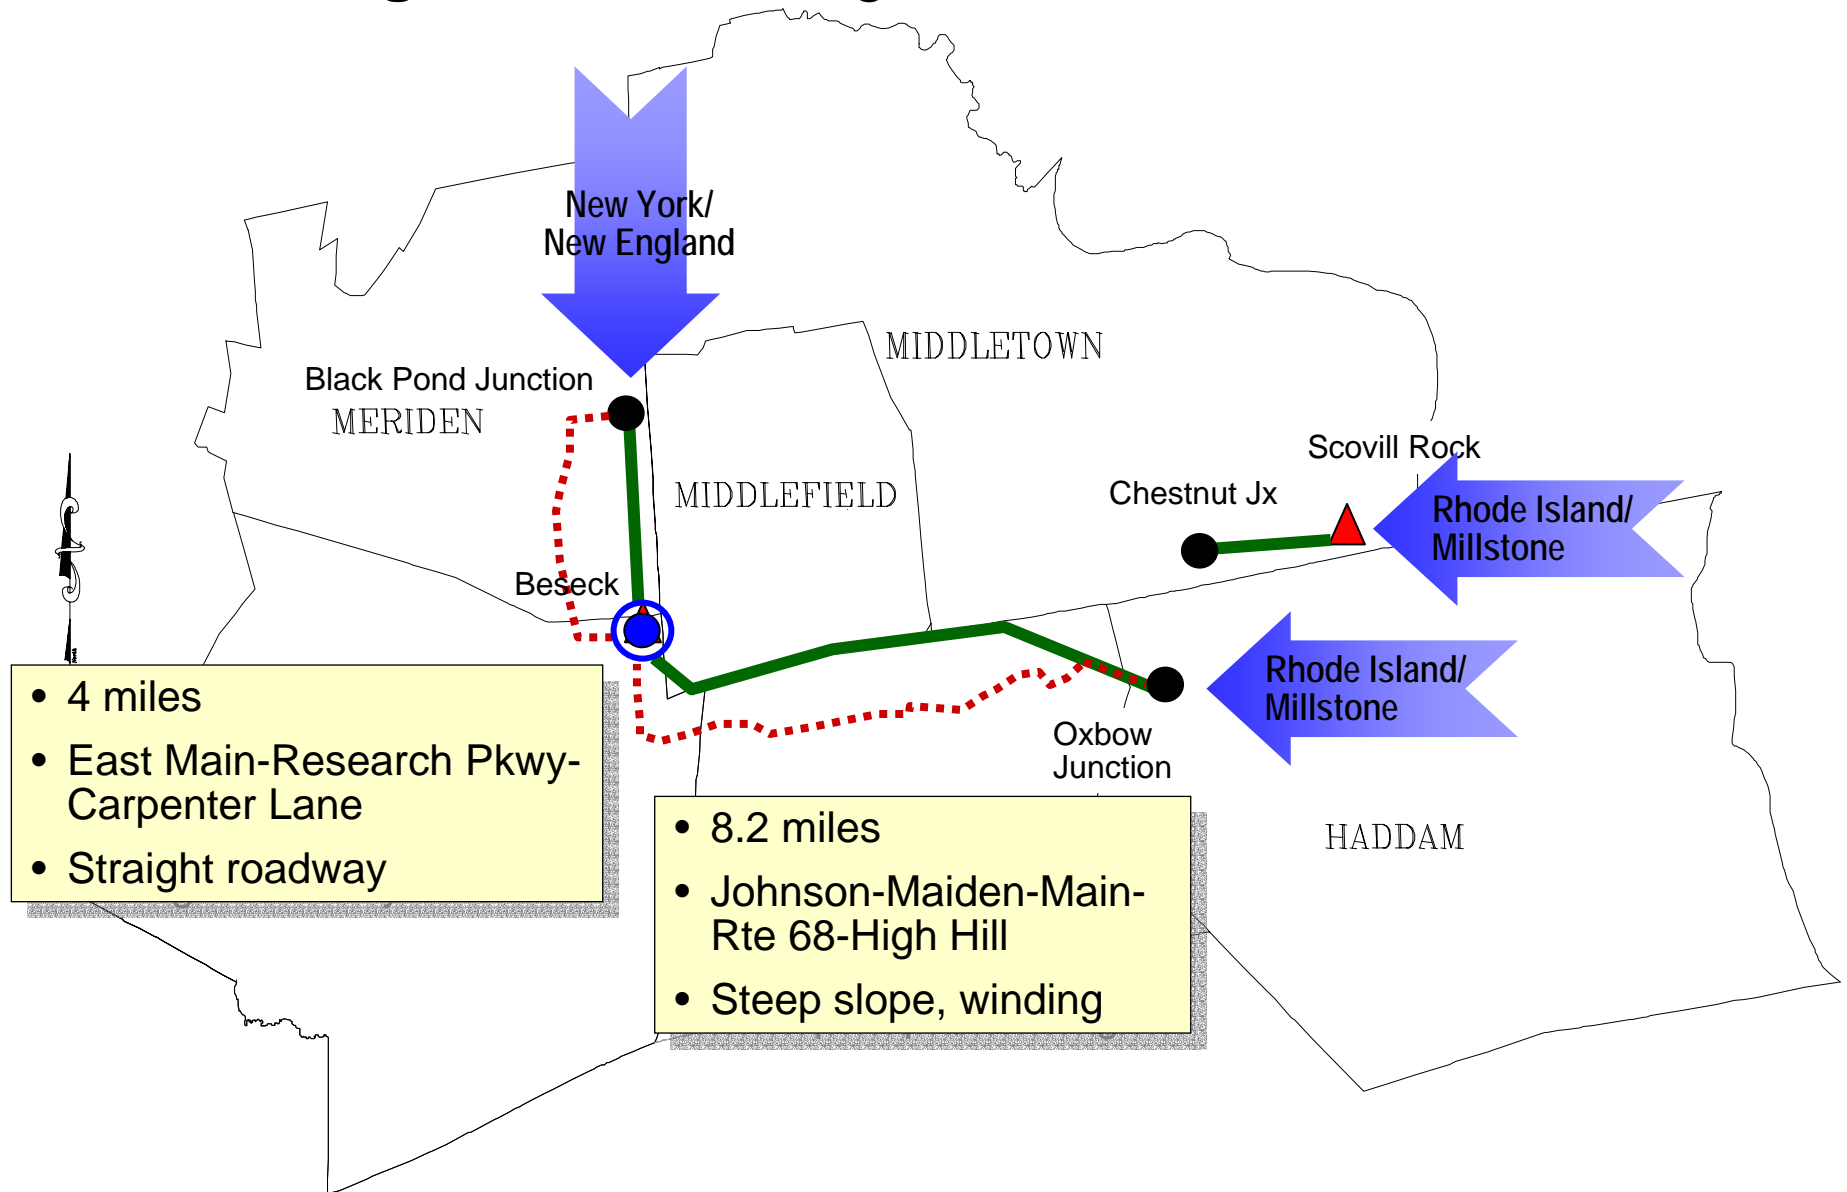 New York/
New England
MIDDLETOWN
Black Pond Junction
MERIDEN
Scovill Rock
MIDDLEFIELD
Chestnut Jx
Rhode Island/
Millstone
Beseck
North
Rhode Island/
Millstone
Oxbow
Junction
• 4 miles
• East Main-Research Pkwy-
Carpenter Lane
• Straight roadway
• 8.2 miles
• Johnson-Maiden-Main-
Rte 68-High Hill
• Steep slope, winding
HADDAM